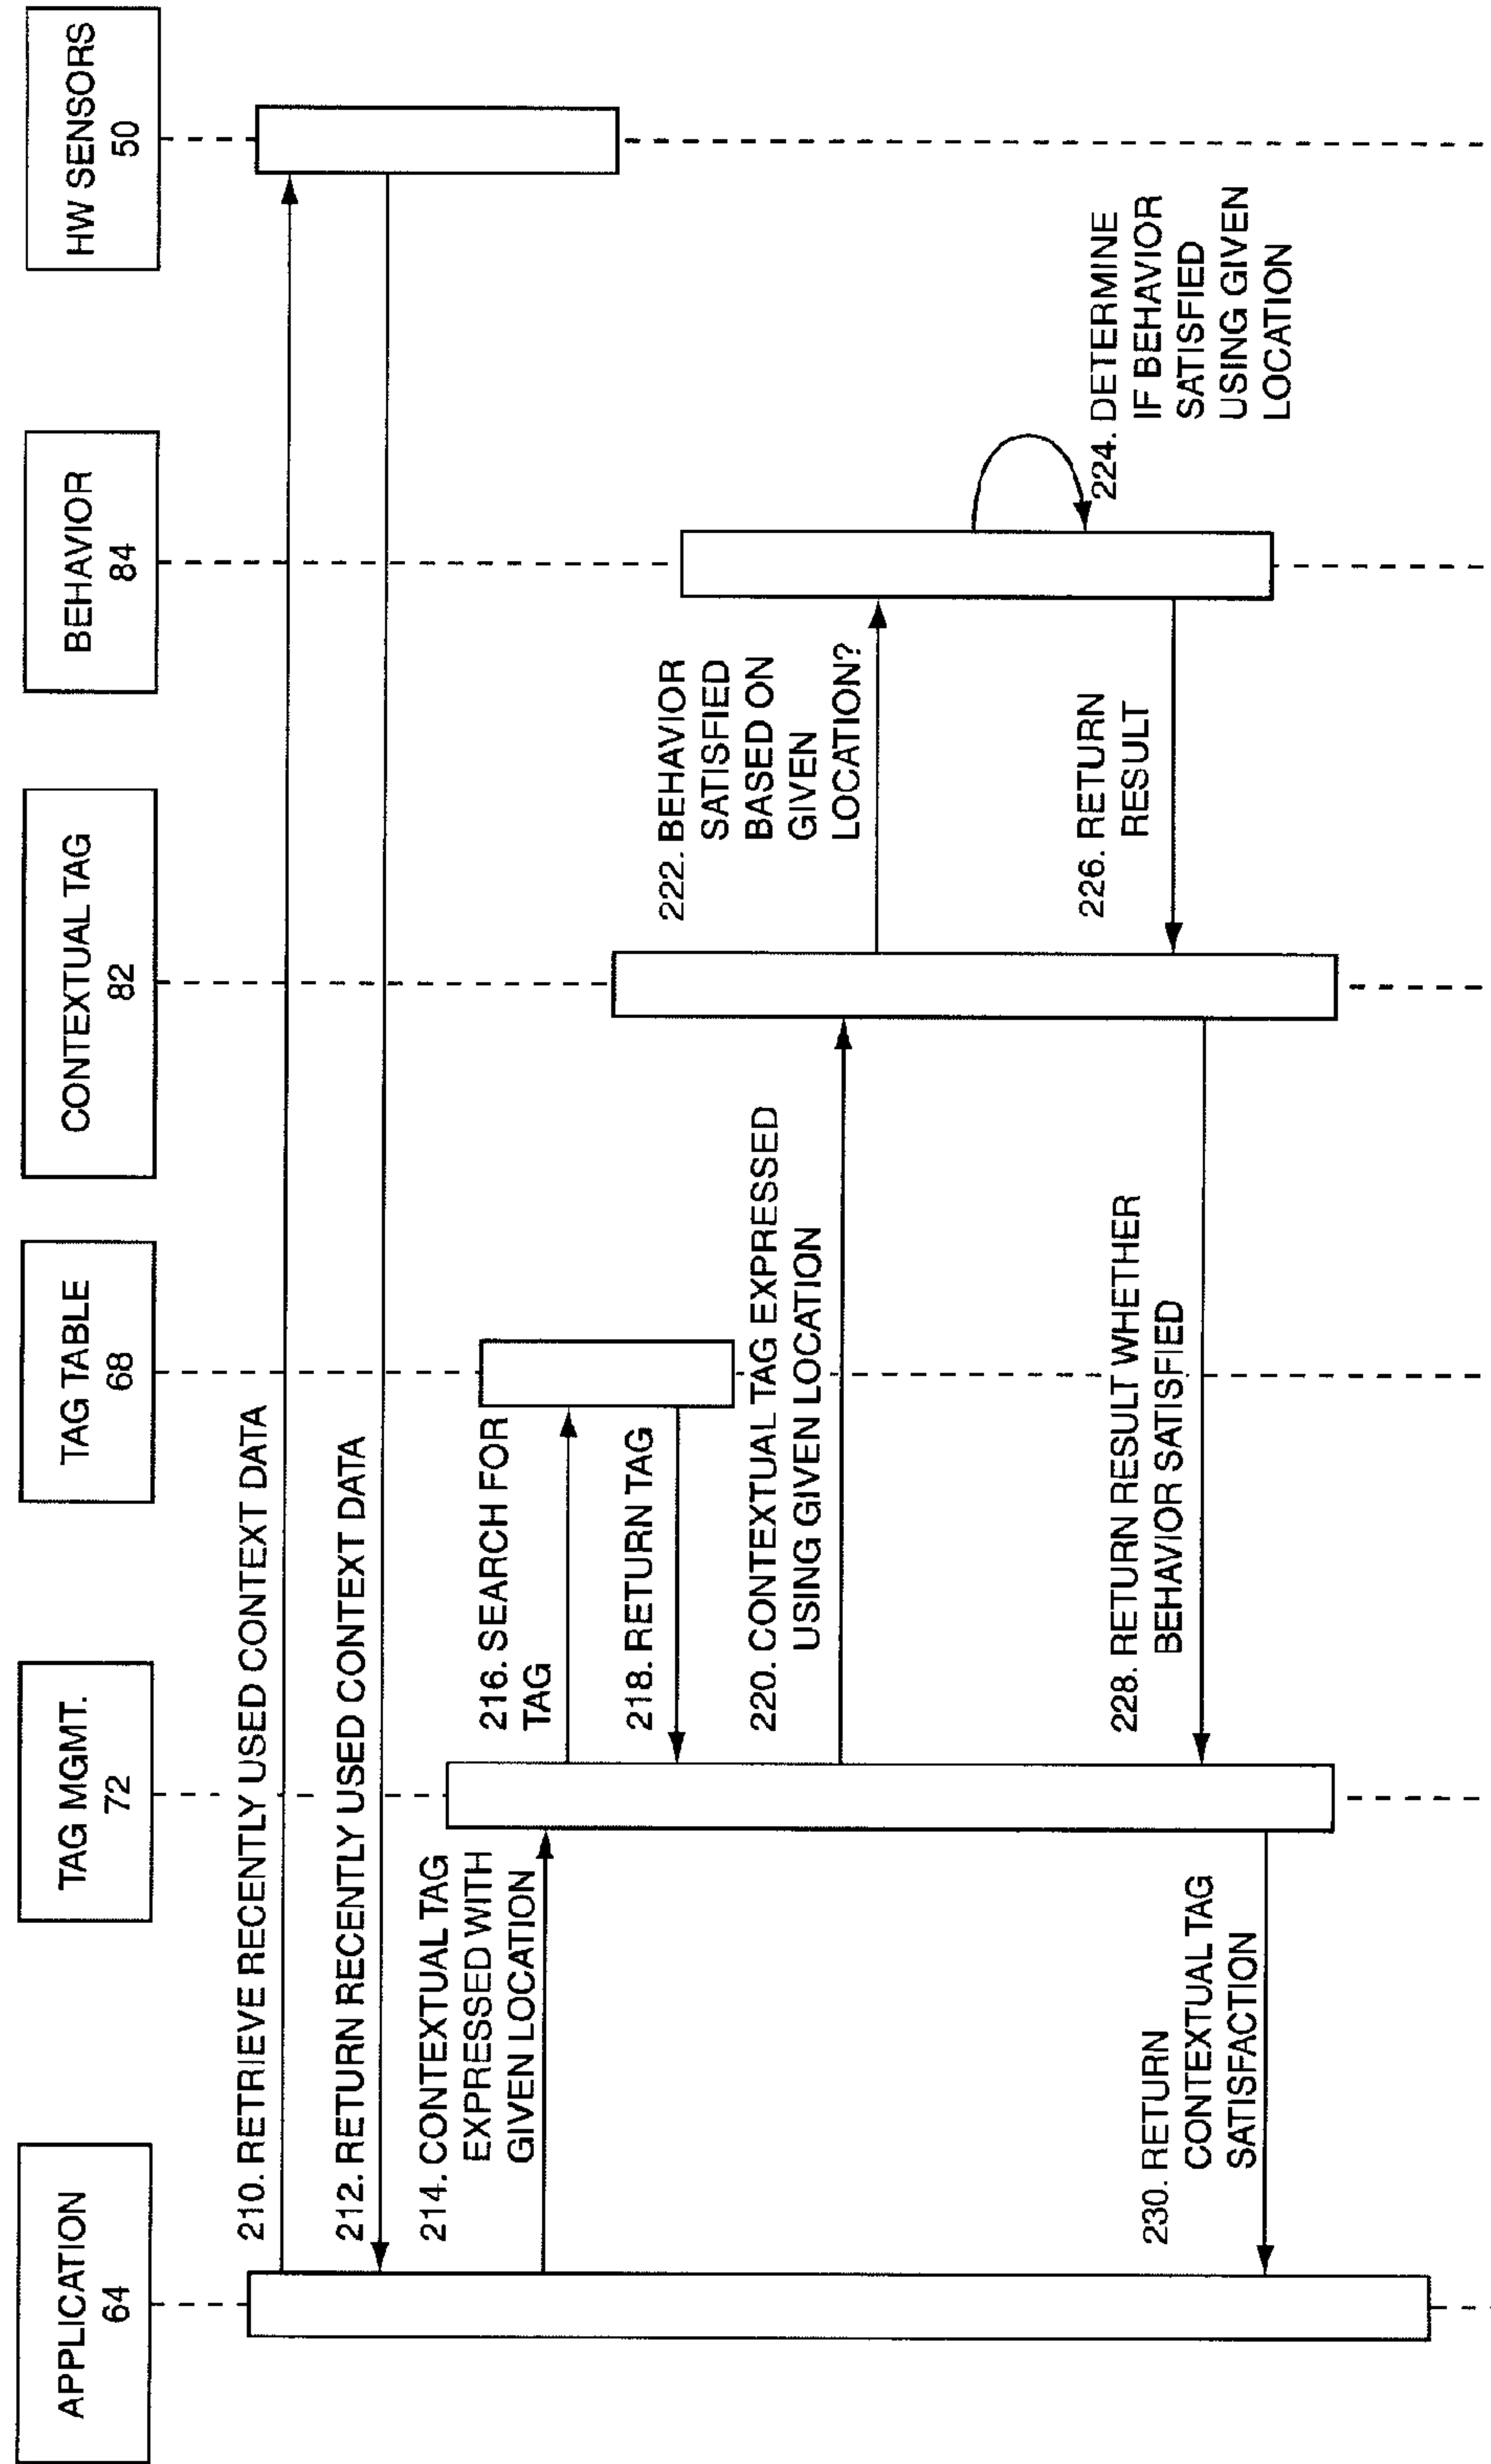 APPLICATION
64
TAG MGMT.
72
TAG TABLE
68
CONTEXTUAL TAG
82
BEHAVIOR
84
HW SENSORS
50
210. RETRIEVE RECENTLY USED CONTEXT DATA
212. RETURN RECENTLY USED CONTEXT DATA
214. CONTEXTUAL TAG
EXPRESSED WITH
GIVEN LOCATION
216. SEARCH FOR
TAG
218. RETURN TAG
220. CONTEXTUAL TAG EXPRESSED
USING GIVEN LOCATION
222. BEHAVIOR
SATISFIED
BASED ON
GIVEN
LOCATION?
224. DETERMINE
IF BEHAVIOR
SATISFIED
USING GIVEN
LOCATION
226. RETURN
RESULT
228. RETURN RESULT WHETHER
BEHAVIOR SATISFIED
230. RETURN
CONTEXTUAL TAG
SATISFACTION